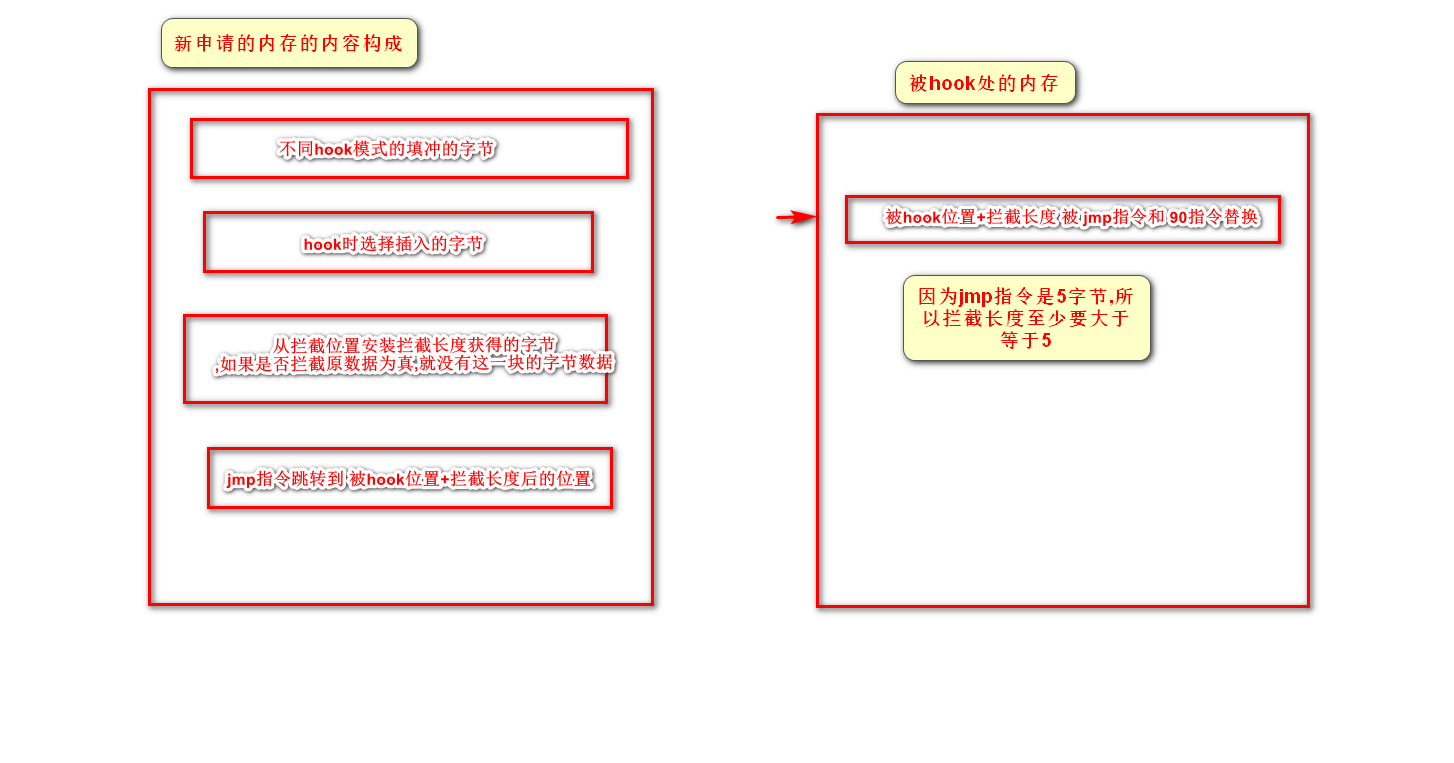 新申请的内存的内容构成
不同hook模式的填冲的字节
hook时选择插入的字节
从拦截位置安装拦截长度获得的字节
,如果是否拦截原数据为真;就没有这一块的字节数据
jmp指令跳转到 被hook位置+拦截长度后的位置
被hook处的内存
被hook位置+拦截长度 被 jmp指令和 90指令替换
因为jmp指令是5字节,所
以拦截长度至少要大于
等于5